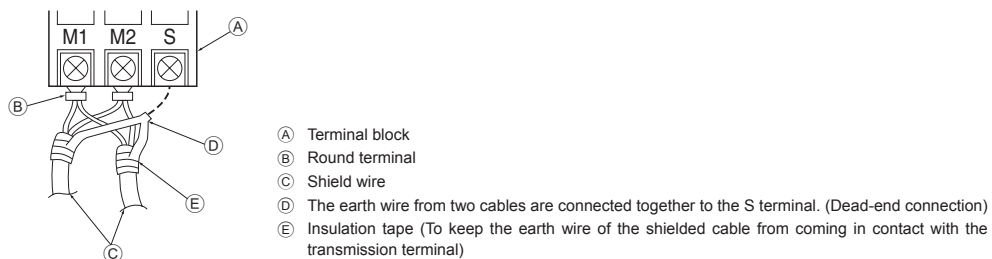 M1 M2 S
Ⓐ
Ⓑ
Ⓓ
Ⓔ
Ⓒ
Ⓐ Terminal block
Ⓑ Round terminal
Ⓒ Shield wire
Ⓓ The earth wire from two cables are connected together to the S terminal. (Dead-end connection)
Ⓔ Insulation tape (To keep the earth wire of the shielded cable from coming in contact with the
transmission terminal)